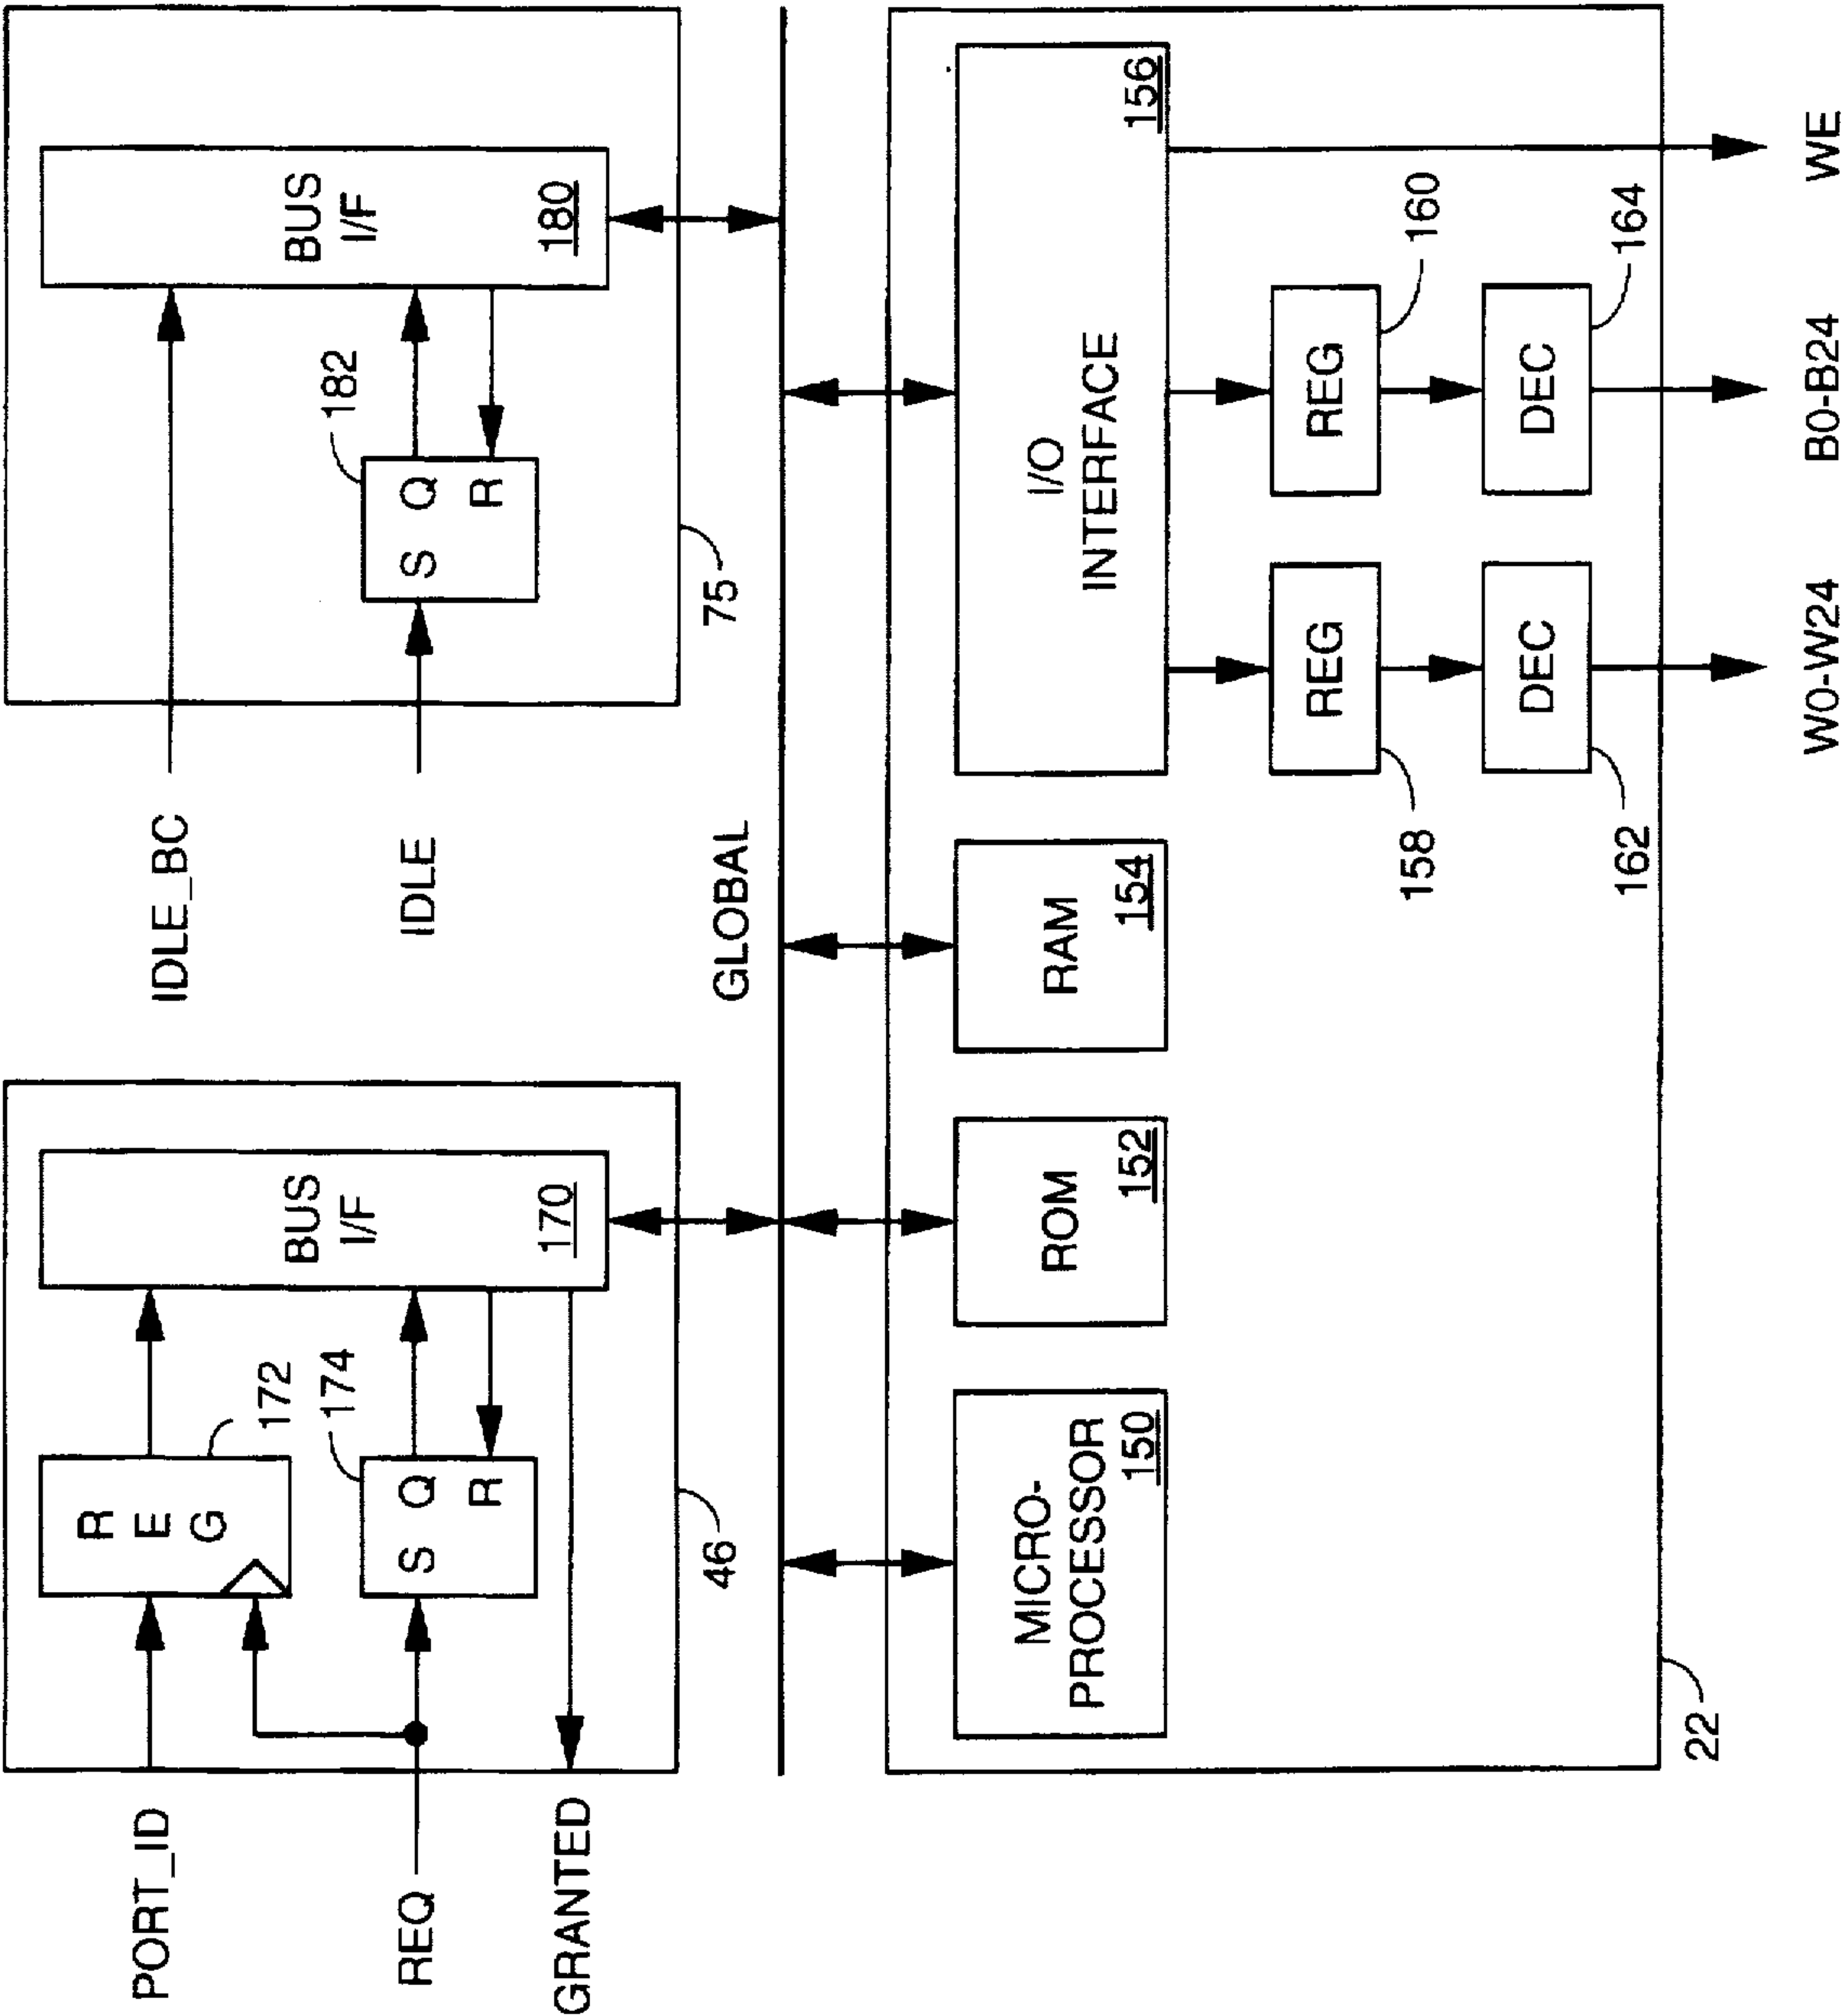 PORT_ID
REQ
GRANTED
R
E
G
172
S Q
R
174
BUS
I/F
170
46
IDLE_BC
IDLE
S Q
R
182
BUS
I/F
180
75
GLOBAL
MICRO-
PROCESSOR
150
ROM
152
RAM
154
I/O
INTERFACE
156
REG
158
REG
160
DEC
162
DEC
164
22
W0-W24
B0-B24
WE